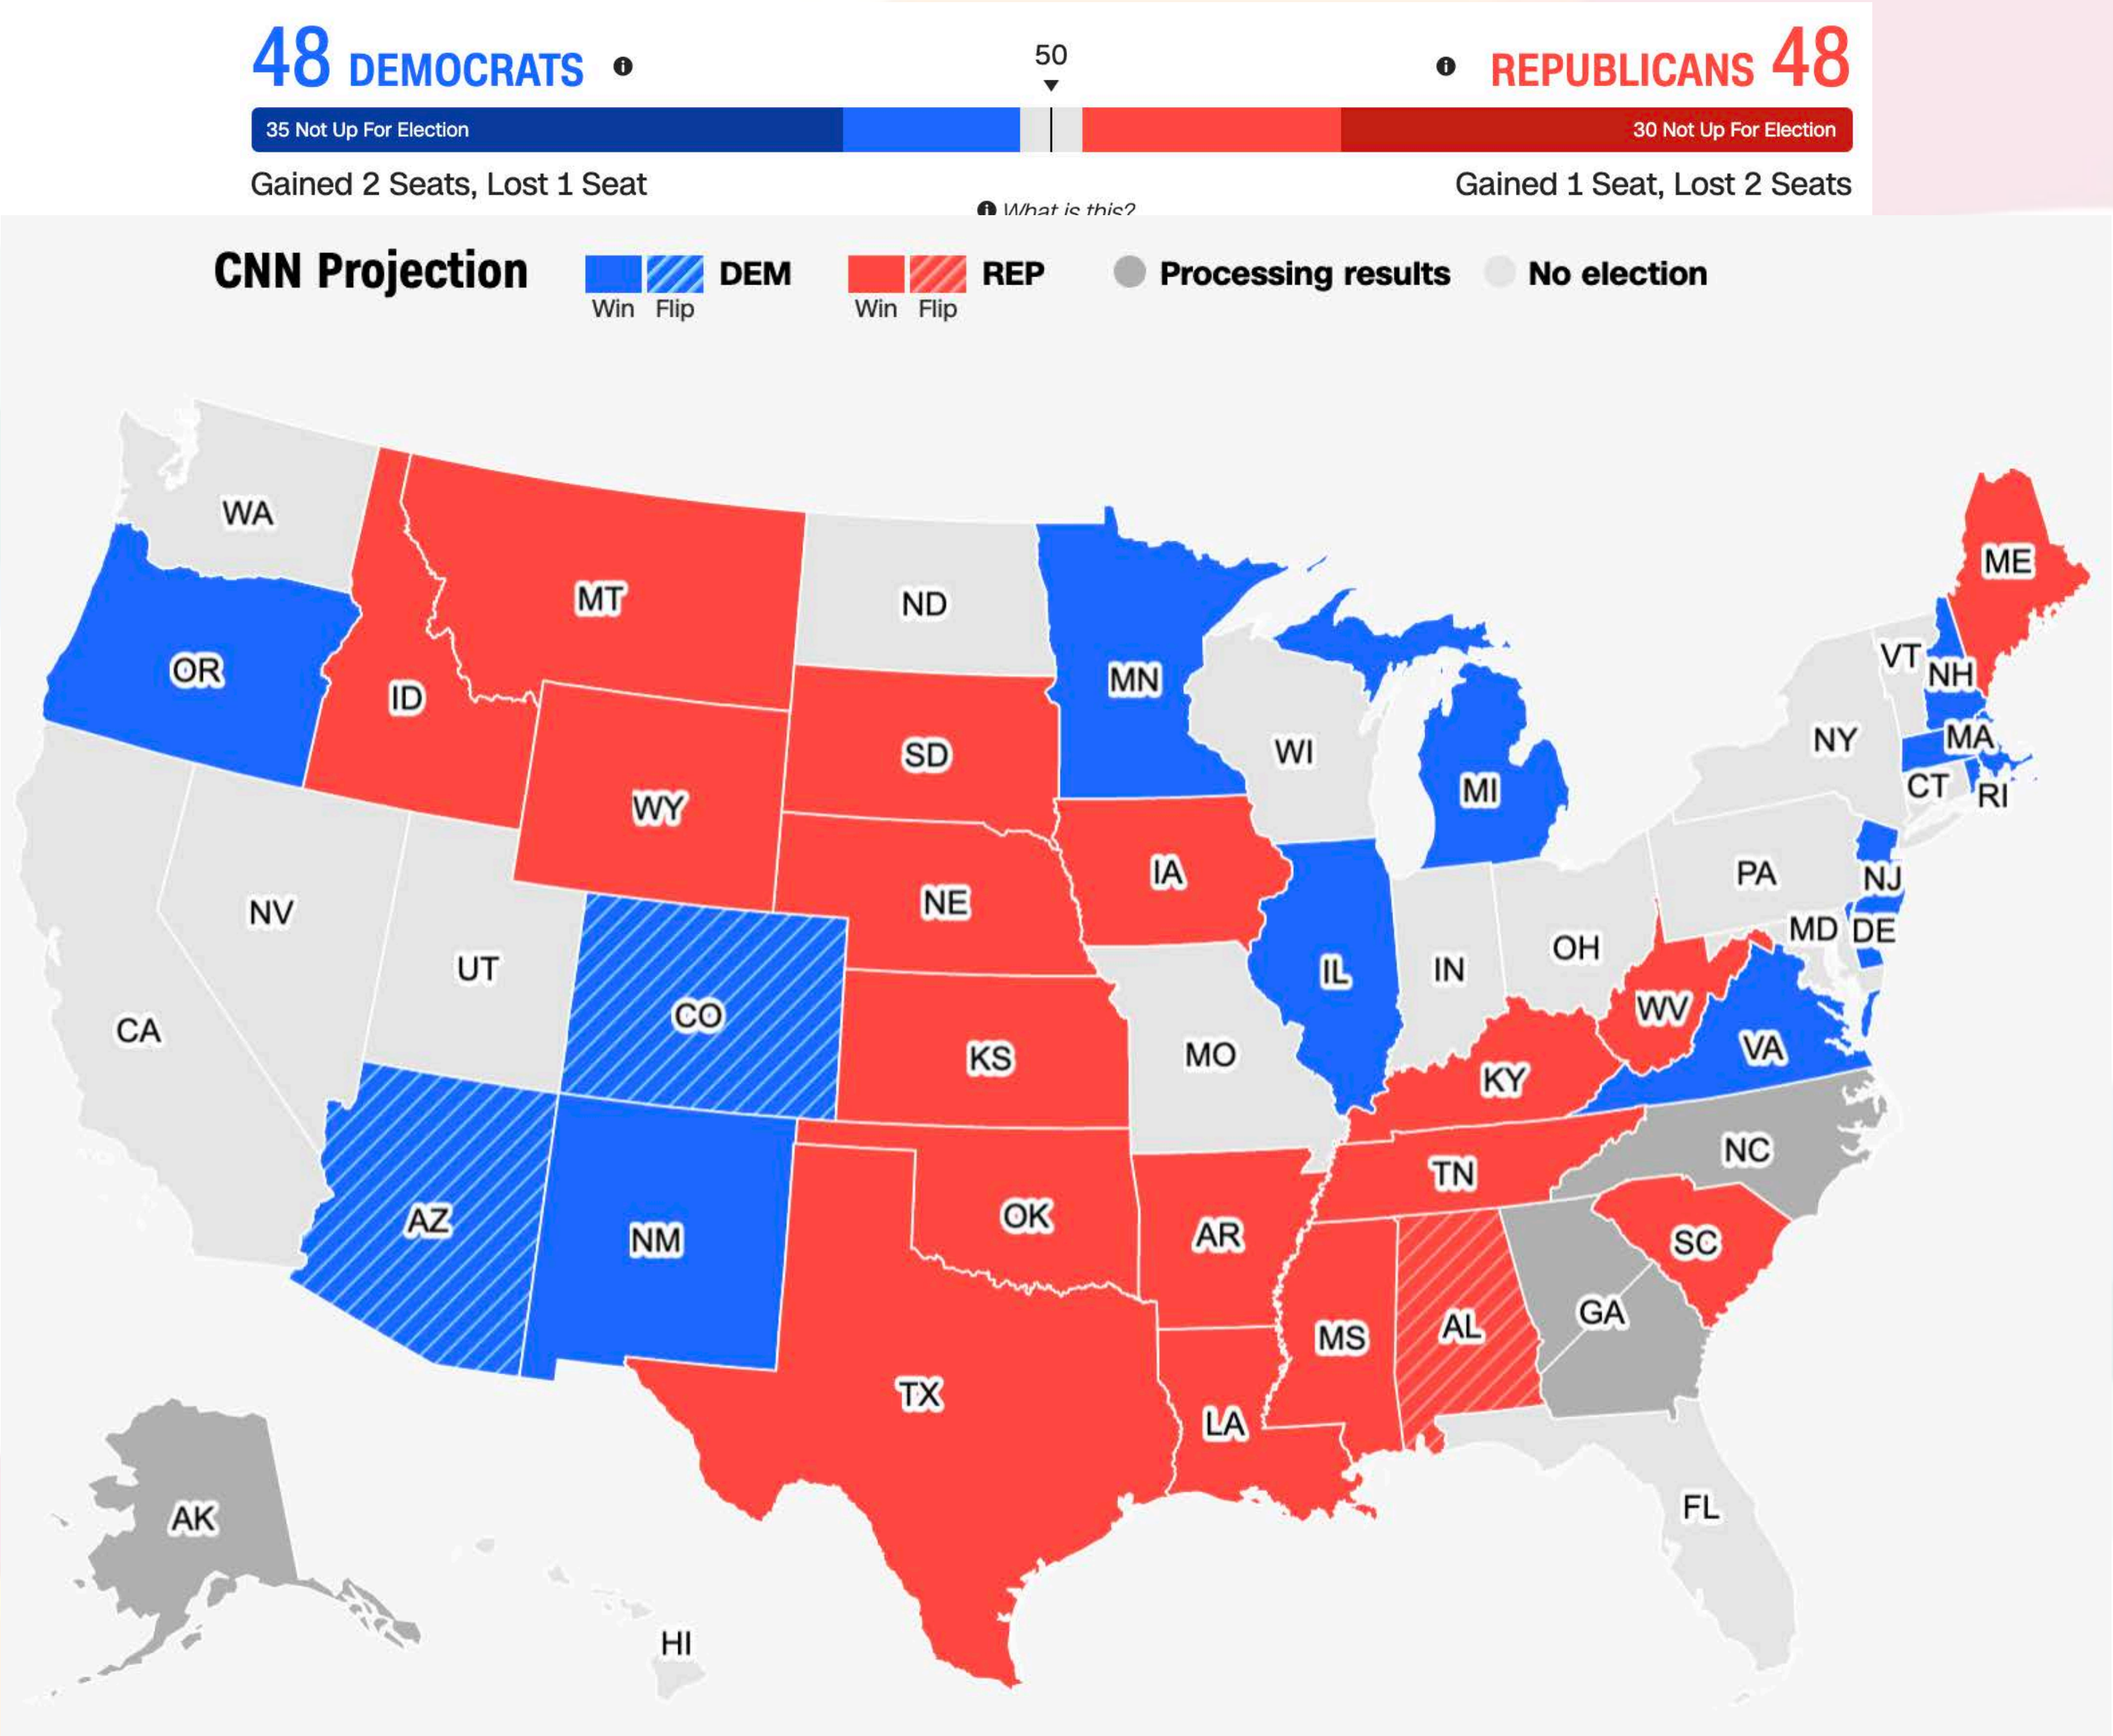 48 DEMOCRATS
50
REPUBLICANS 48
35 Not Up For Election
30 Not Up For Election
Gained 2 Seats, Lost 1 Seat
Gained 1 Seat, Lost 2 Seats
What is this?
CNN Projection
DEM
REP
Processing results
No election
Win Flip
Win Flip
WA
ME
MT
ND
VT
OR
NH
MN
ID
NY
MA
SD
WI
CT
RI
MI
WY
IA
PA
NJ
NE
NV
MD
DE
OH
UT
IL
IN
WV
CO
CA
VA
MO
KS
KY
NC
TN
OK
AZ
AR
NM
SC
GA
AL
MS
TX
LA
FL
AK
HI